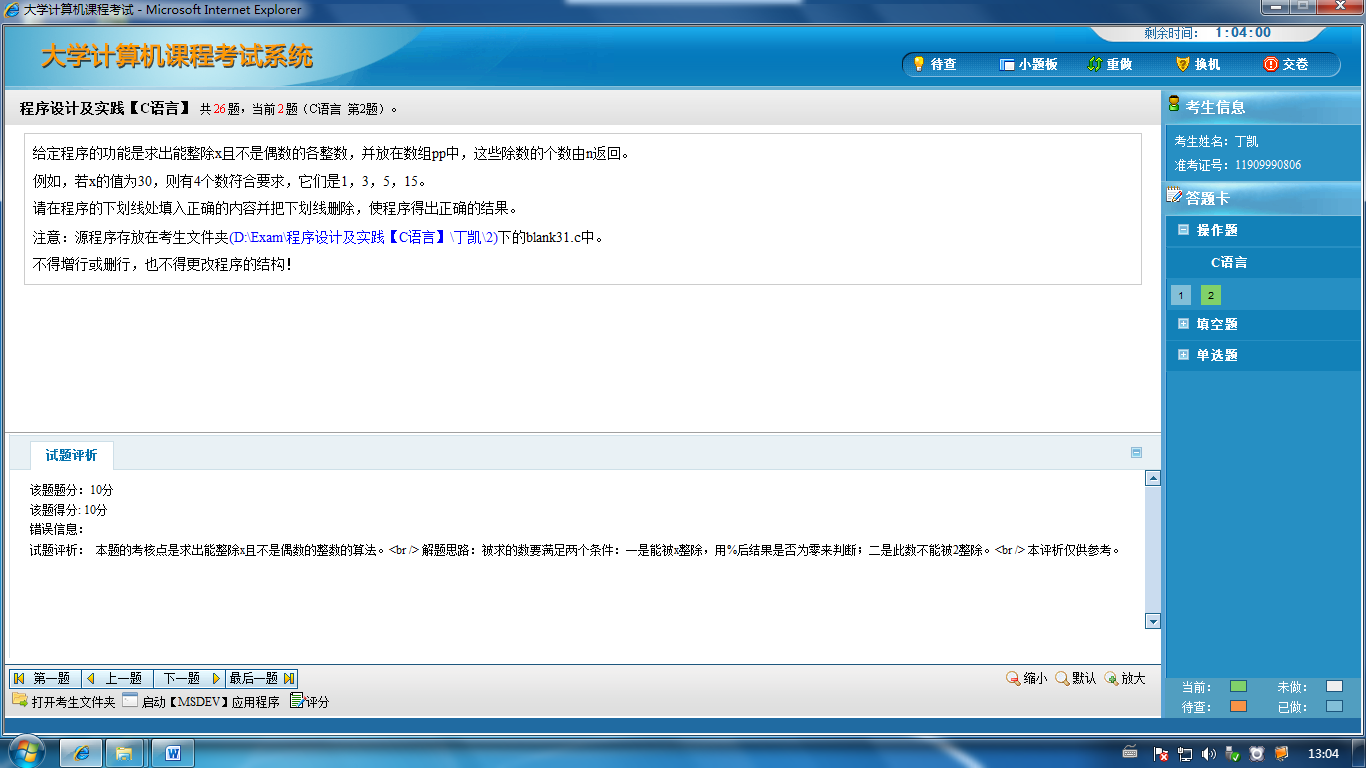 大学计算机课程考试 - Microsoft Internet Explorer
大学计算机课程考试系统
剩余时间： 1:04:00
待查 小题板 重做 换机 交卷
程序设计及实践【C语言】 共26题，当前2题（C语言 第2题）。
给定程序的功能是求出能整除x且不是偶数的各整数，并放在数组pp中，这些除数的个数由n返回。
例如，若x的值为30，则有4个数符合要求，它们是1，3，5，15。
请在程序的下划线处填入正确的内容并把下划线删除，使程序得出正确的结果。
注意：源程序存放在考生文件夹(D:\Exam\程序设计及实践【C语言】\丁凯\2)下的blank31.c中。
不得增行或删行，也不得更改程序的结构！
考生信息
考生姓名：丁凯
准考证号：11909990806
答题卡
操作题
C语言
1 2
填空题
单选题
试题评析
该题题分：10分
该题得分: 10分
错误信息：
试题评析： 本题的考核点是求出能整除x且不是偶数的整数的算法。<br /> 解题思路：被求的数要满足两个条件：一是能被x整除，用%后结果是否为零来判断；二是此数不能被2整除。<br /> 本评析仅供参考。
第一题 上一题 下一题 最后一题
缩小 默认 放大
打开考生文件夹 启动【MSDEV】应用程序 评分
当前： 未做：
待查： 已做：
13:04